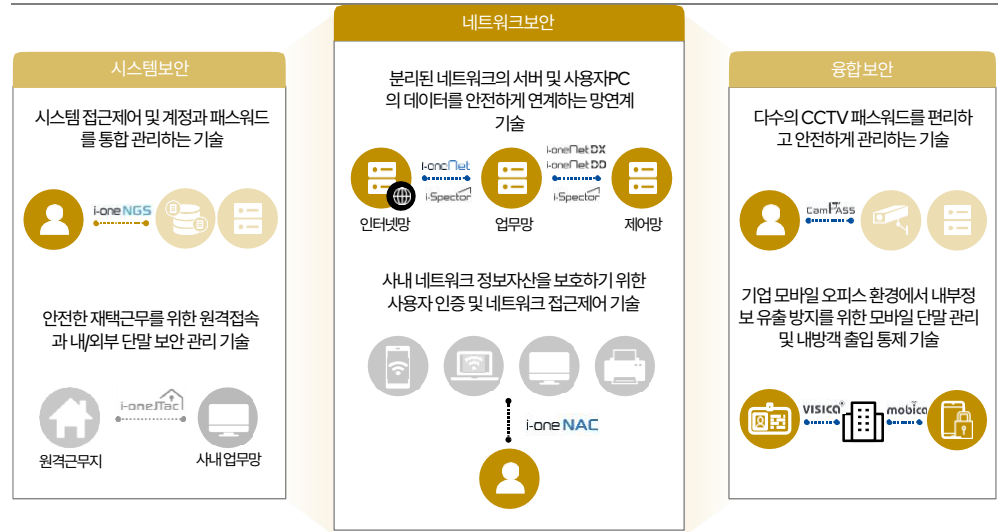 시스템보안
시스템 접근제어 및 계정과 패스워드
를 통합 관리하는 기술
i-one NGS
안전한 재택근무를 위한 원격접속
과 내/외부 단말 보안 관리 기술
i-oneJTac
원격근무지
사내 업무망
네트워크보안
분리된 네트워크의 서버 및 사용자PC
의 데이터를 안전하게 연계하는 망연계
기술
i-oneNet
i-Spector
i-oneNet DX
i-oneNet DD
i-Spector
인터넷망
업무망
제어망
사내 네트워크 정보자산을 보호하기 위한
사용자 인증 및 네트워크 접근제어 기술
i-one NAC
융합보안
다수의 CCTV 패스워드를 편리하
고 안전하게 관리하는 기술
CamPASS
기업 모바일 오피스 환경에서 내부정
보 유출 방지를 위한 모바일 단말 관리
및 내방객 출입 통제 기술
VISICA
mobica